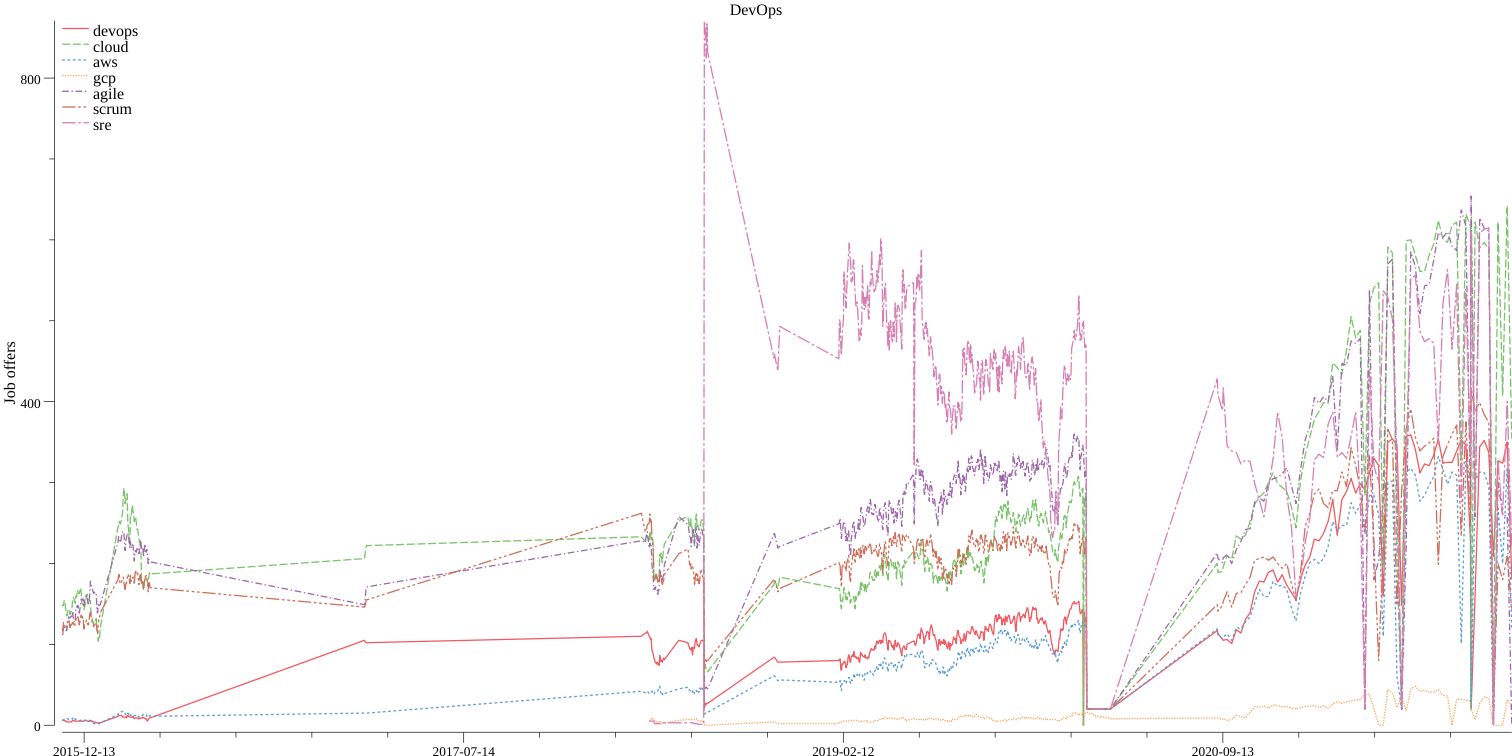 DevOps
devops
cloud
aws
gcp
agile
scrum
sre
800
400
0
Job offers
2015-12-13
2017-07-14
2019-02-12
2020-09-13